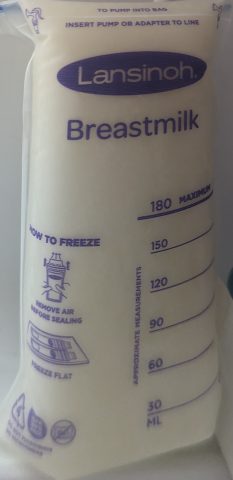 TO PUMP INTO BAG
INSERT PUMP OR ADAPTER TO LINE
Lansinoh®
Breastmilk
180 MAXIMUM
150
120
90
60
30
ML
APPROXIMATE MEASUREMENTS
HOW TO FREEZE
REMOVE AIR
BEFORE SEALING
FREEZE FLAT